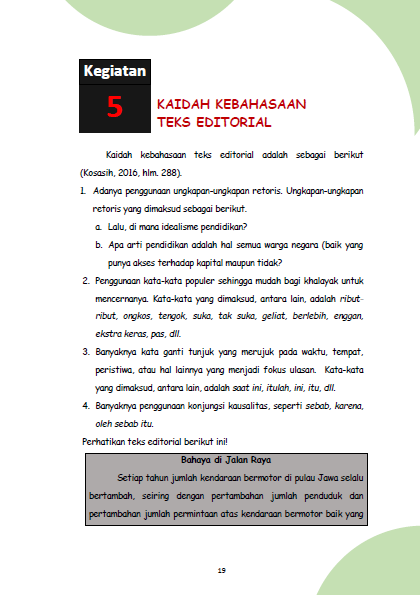 Kegiatan
5
KAIDAH KEBAHASAAN
TEKS EDITORIAL
Kaidah kebahasaan teks editorial adalah sebagai berikut
(Kosasih, 2016, hlm. 288).
1. Adanya penggunaan ungkapan-ungkapan retoris. Ungkapan-ungkapan
retoris yang dimaksud sebagai berikut.
a. Lalu, di mana idealisme pendidikan?
b. Apa arti pendidikan adalah hal semua warga negara (baik yang
punya akses terhadap kapital maupun tidak?
2. Penggunaan kata-kata populer sehingga mudah bagi khalayak untuk
mencernanya. Kata-kata yang dimaksud, antara lain, adalah ribut-
ribut, ongkos, tengok, suka, tak suka, geliat, berlebih, enggan,
ekstra keras, pas, dll.
3. Banyaknya kata ganti tunjuk yang merujuk pada waktu, tempat,
peristiwa, atau hal lainnya yang menjadi fokus ulasan. Kata-kata
yang dimaksud, antara lain, adalah saat ini, itulah, ini, itu, dll.
4. Banyaknya penggunaan konjungsi kausalitas, seperti sebab, karena,
oleh sebab itu.
Perhatikan teks editorial berikut ini!
Bahaya di Jalan Raya
Setiap tahun jumlah kendaraan bermotor di pulau Jawa selalu
bertambah, seiring dengan pertambahan jumlah penduduk dan
pertambahan jumlah permintaan atas kendaraan bermotor baik yang
19